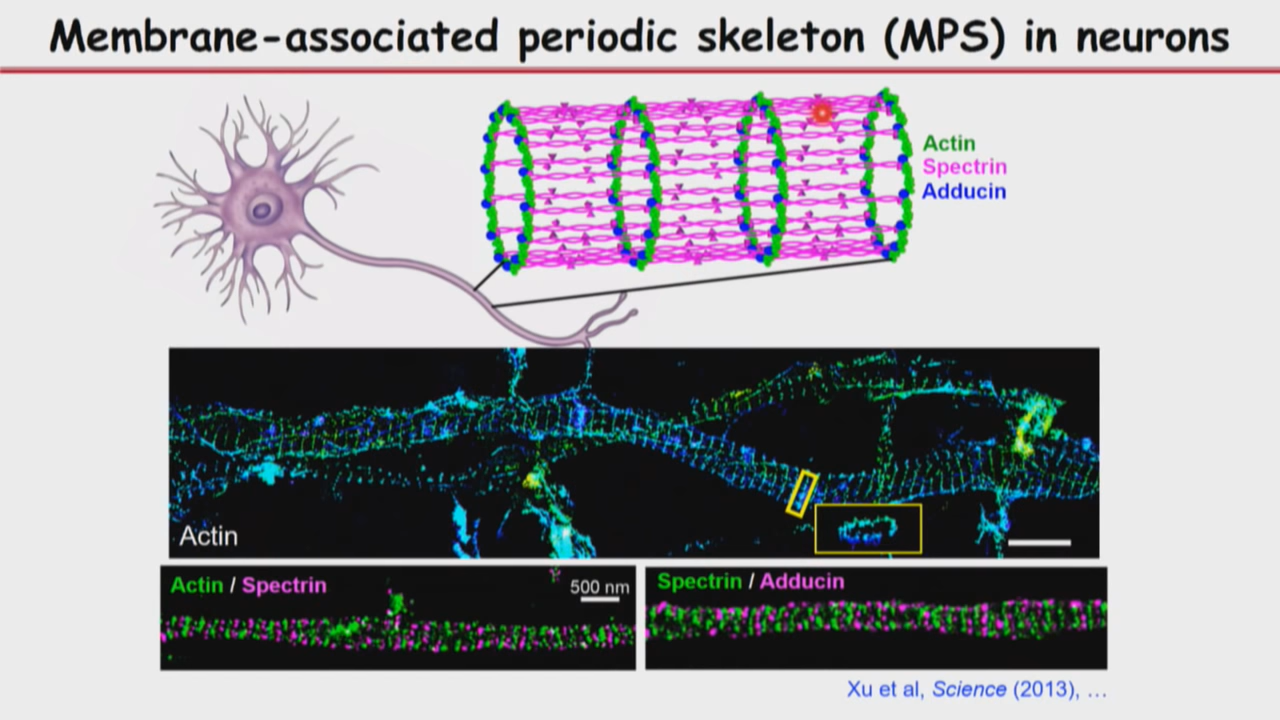 Membrane-associated periodic skeleton (MPS) in neurons
Actin
Spectrin
Adducin
Actin
Actin / Spectrin
500 nm
Spectrin / Adducin
Xu et al, Science (2013), ...